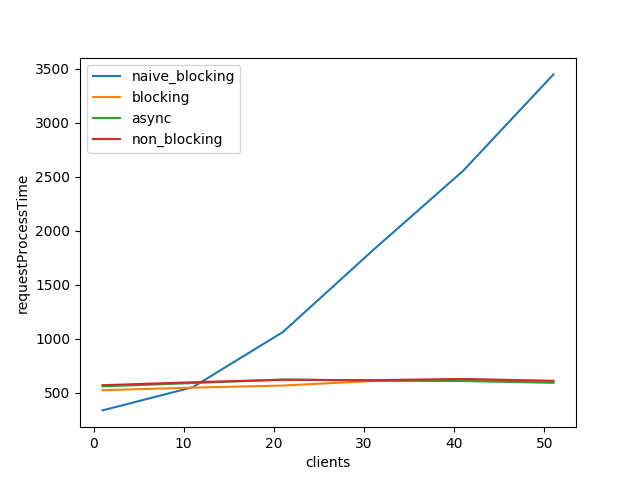 naive_blocking
blocking
async
non_blocking
3500
3000
2500
2000
1500
1000
500
requestProcessTime
0 10 20 30 40 50
clients